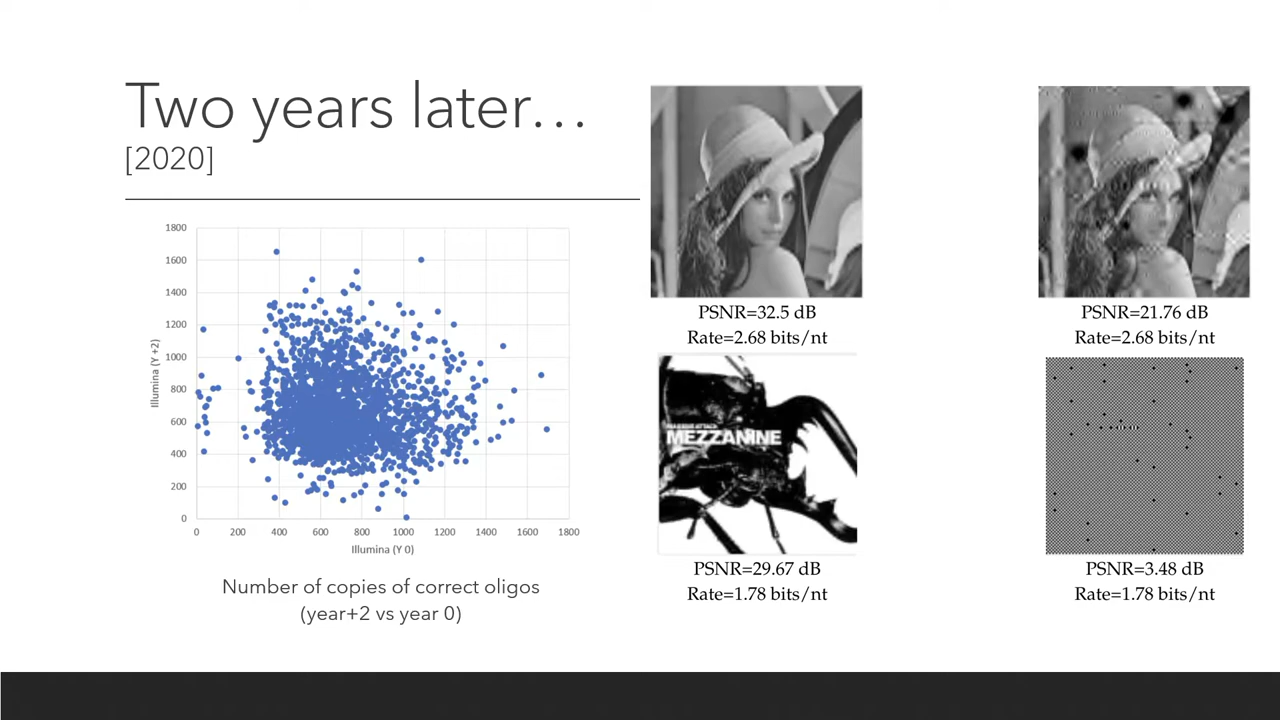 Two years later…
[2020]
1800
1600
1400
1200
1000
800
600
400
200
0
Illumina (Y +2)
0 200 400 600 800 1000 1200 1400 1600 1800
Illumina (Y 0)
Number of copies of correct oligos
(year+2 vs year 0)
PSNR=32.5 dB
Rate=2.68 bits/nt
PSNR=21.76 dB
Rate=2.68 bits/nt
MASSIVE ATTACK
MEZZANINE
PSNR=29.67 dB
Rate=1.78 bits/nt
PSNR=3.48 dB
Rate=1.78 bits/nt